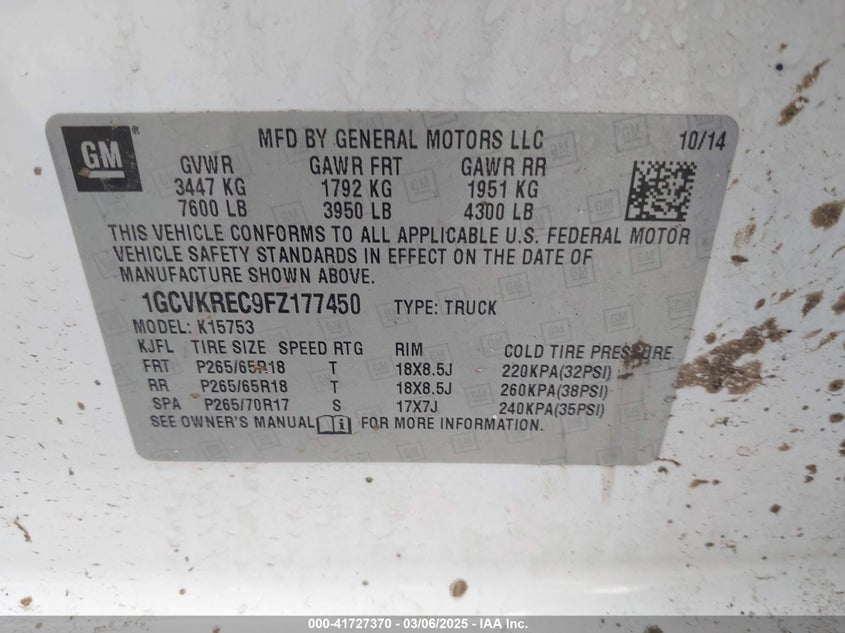 GM ®
MFD BY GENERAL MOTORS LLC 10/14
GVWR GAWR FRT GAWR RR
3447 KG 1792 KG 1951 KG
7600 LB 3950 LB 4300 LB
THIS VEHICLE CONFORMS TO ALL APPLICABLE U.S. FEDERAL MOTOR
VEHICLE SAFETY STANDARDS IN EFFECT ON THE DATE OF
MANUFACTURE SHOWN ABOVE.
1GCVKREC9FZ177450 TYPE: TRUCK
MODEL: K15753
KJFL TIRE SIZE SPEED RTG RIM COLD TIRE PRESSURE
FRT P265/65R18 T 18X8.5J 220KPA(32PSI)
RR P265/65R18 T 18X8.5J 260KPA(38PSI)
SPA P265/70R17 S 17X7J 240KPA(35PSI)
SEE OWNER'S MANUAL FOR MORE INFORMATION.
000-41727370 - 03/06/2025 - IAA Inc.